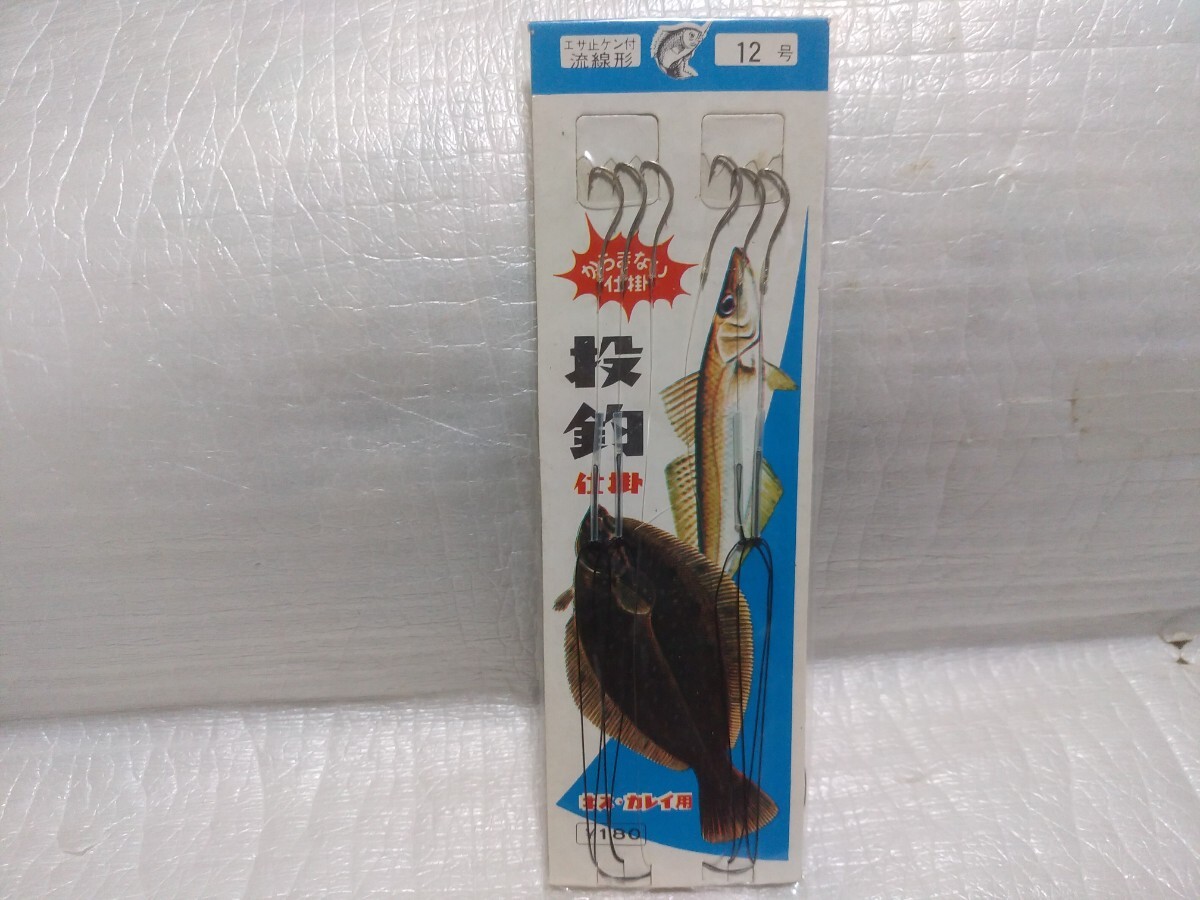 エサ止ケン付
流線形
12 号
からまない
仕掛
投
釣
仕掛
キス・カレイ用
¥180